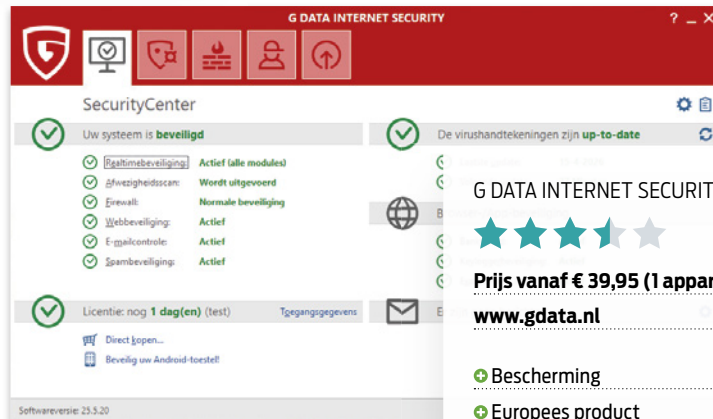 G DATA INTERNET SECURITY
SecurityCenter
Uw systeem is beveiligd
Realtimebeveiliging: Actief (alle modules)
Afwezigheidsscan: Wordt uitgevoerd
Firewall: Normale beveiliging
Webbeveiliging: Actief
E-mailcontrole: Actief
Spambeveiliging: Actief
Licentie: nog 1 dag(en) (test) Toegangsgegevens
Direct kopen...
Beveilig uw Android-toestel!
Softwareversie: 25.5.20
De virushandtekeningen zijn up-to-date
G DATA INTERNET SECURIT
Prijs vanaf € 39,95 (1 appar
www.gdata.nl
Bescherming
Europees product